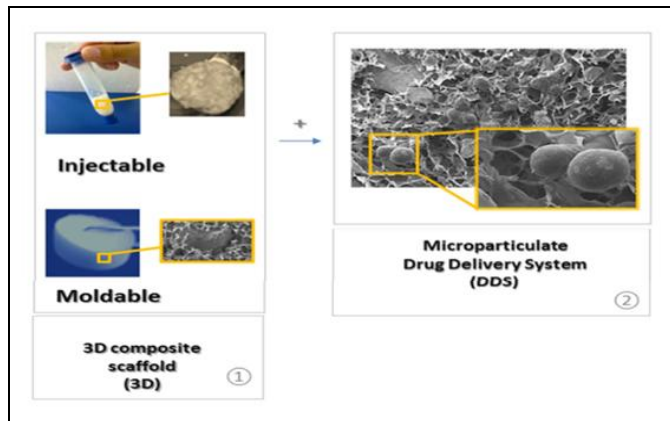 Injectable
Moldable
3D composite
scaffold
(3D)
①
+
Microparticulate
Drug Delivery System
(DDS)
②